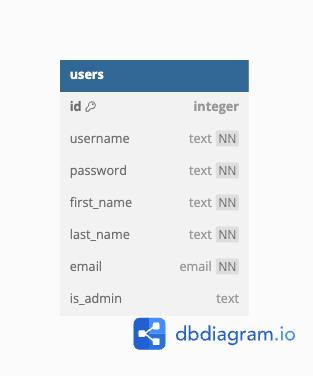 users
id integer
username text NN
password text NN
first_name text NN
last_name text NN
email email NN
is_admin text
dbdiagram.io